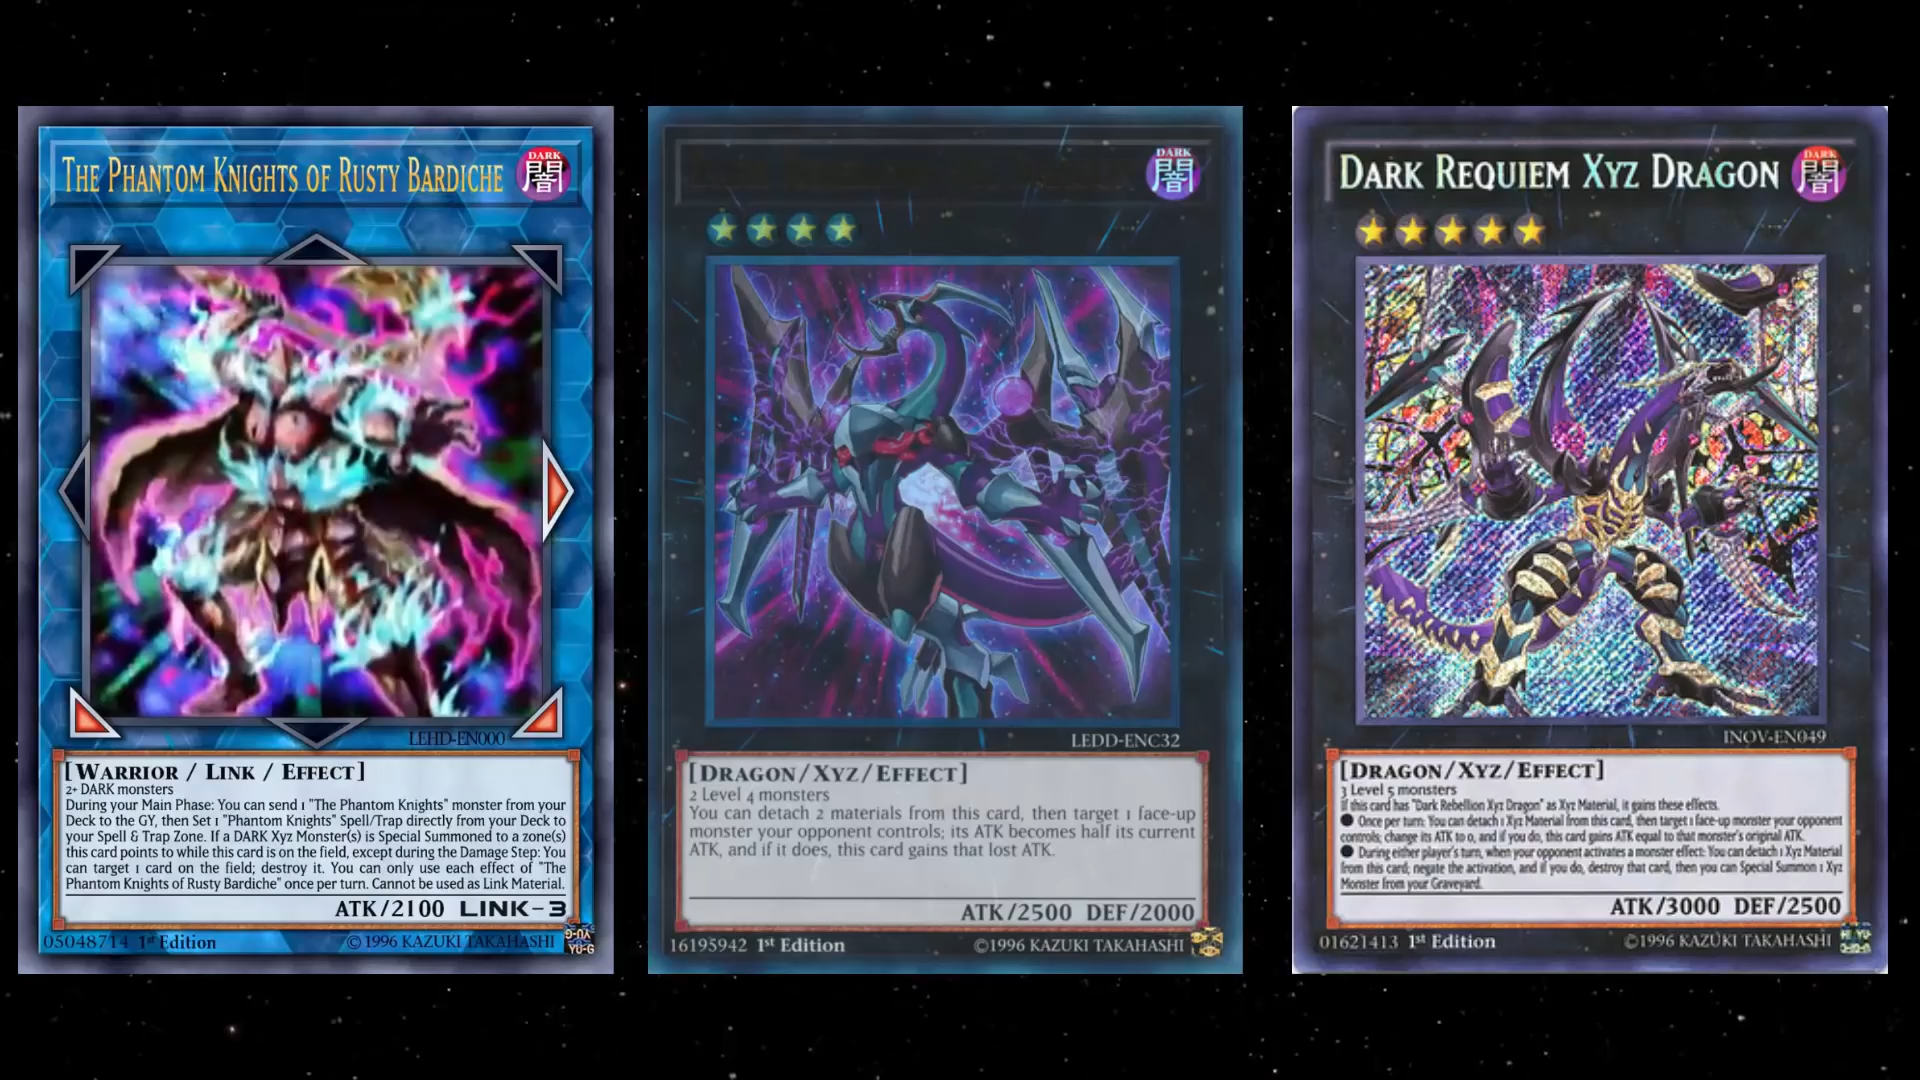 THE PHANTOM KNIGHTS OF RUSTY BARDICHE
DARK
闇
LEHD-EN000
[WARRIOR / LINK / EFFECT]
2+ DARK monsters
During your Main Phase: You can send 1 "The Phantom Knights" monster from your
Deck to the GY, then Set 1 "Phantom Knights" Spell/Trap directly from your Deck to
your Spell & Trap Zone. If a DARK Xyz Monster(s) is Special Summoned to a zone(s)
this card points to while this card is on the field, except during the Damage Step: You
can target 1 card on the field; destroy it. You can only use each effect of "The
Phantom Knights of Rusty Bardiche" once per turn. Cannot be used as Link Material.
ATK/2100 LINK-3
05048714 1st Edition
©1996 KAZUKI TAKAHASHI
DARK
闇
LEDD-ENC32
[DRAGON/XYZ/EFFECT]
2 Level 4 monsters
You can detach 2 materials from this card, then target 1 face-up
monster your opponent controls; its ATK becomes half its current
ATK, and if it does, this card gains that lost ATK.
ATK/2500 DEF/2000
16195942 1st Edition
©1996 KAZUKI TAKAHASHI
DARK REQUIEM XYZ DRAGON
DARK
闇
INOV-EN049
[DRAGON/XYZ/EFFECT]
3 Level 5 monsters
If this card has "Dark Rebellion Xyz Dragon" as Xyz Material, it gains these effects.
● Once per turn: You can detach 1 Xyz Material from this card, then target 1 face-up monster your opponent
controls; change its ATK to 0, and if you do, this card gains ATK equal to that monster's original ATK.
● During either player's turn, when your opponent activates a monster effect: You can detach 1 Xyz Material
from this card; negate the activation, and if you do, destroy that card, then you can Special Summon 1 Xyz
Monster from your Graveyard.
ATK/3000 DEF/2500
01621413 1st Edition
©1996 KAZUKI TAKAHASHI